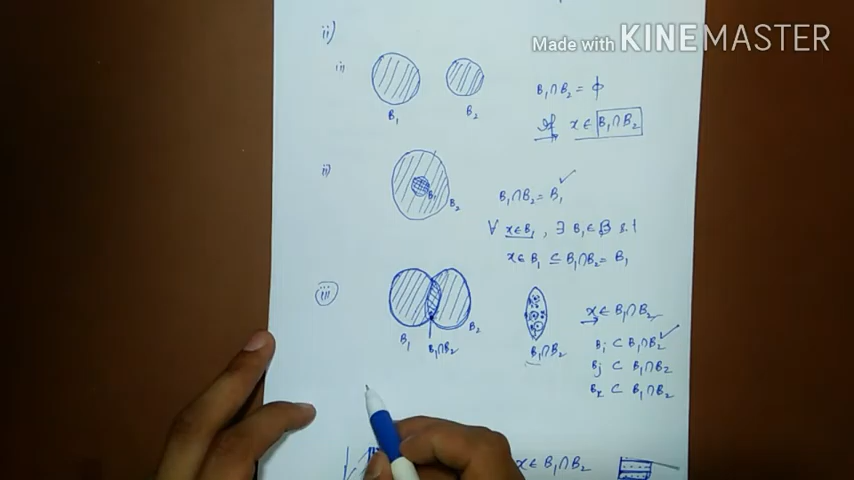 Made with KINEMASTER
ii)
i)
B₁ B₂
B₁∩B₂ = ϕ
If x ∈ B₁∩B₂
ii)
B₁ B₂
B₁∩B₂ = B₁ ✓
∀ x∈B₁, ∃ B₁∈B s.t
x∈ B₁ ⊆ B₁∩B₂ = B₁
iii)
B₁ B₁∩B₂ B₂
B₁∩B₂
x ∈ B₁∩B₂
Bᵢ ⊂ B₁∩B₂ ✓
Bⱼ ⊂ B₁∩B₂
Bₖ ⊂ B₁∩B₂
x ∈ B₁∩B₂